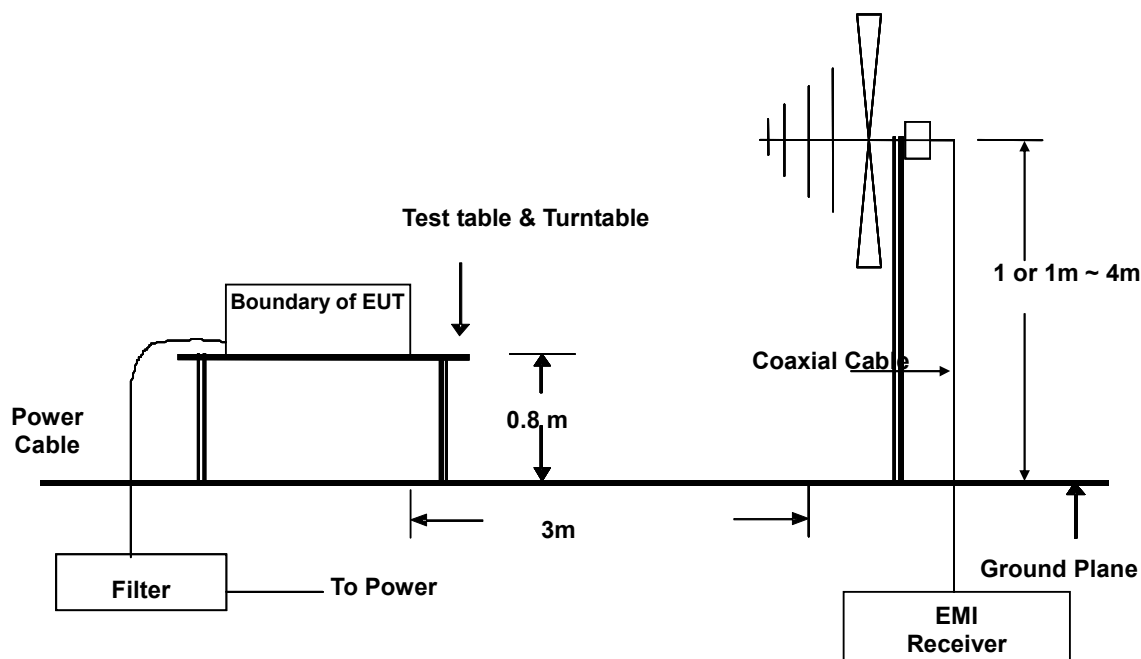 Test table & Turntable
Boundary of EUT
1 or 1m ~ 4m
Coaxial Cable
Power
Cable
0.8 m
3m
Filter
To Power
Ground Plane
EMI
Receiver